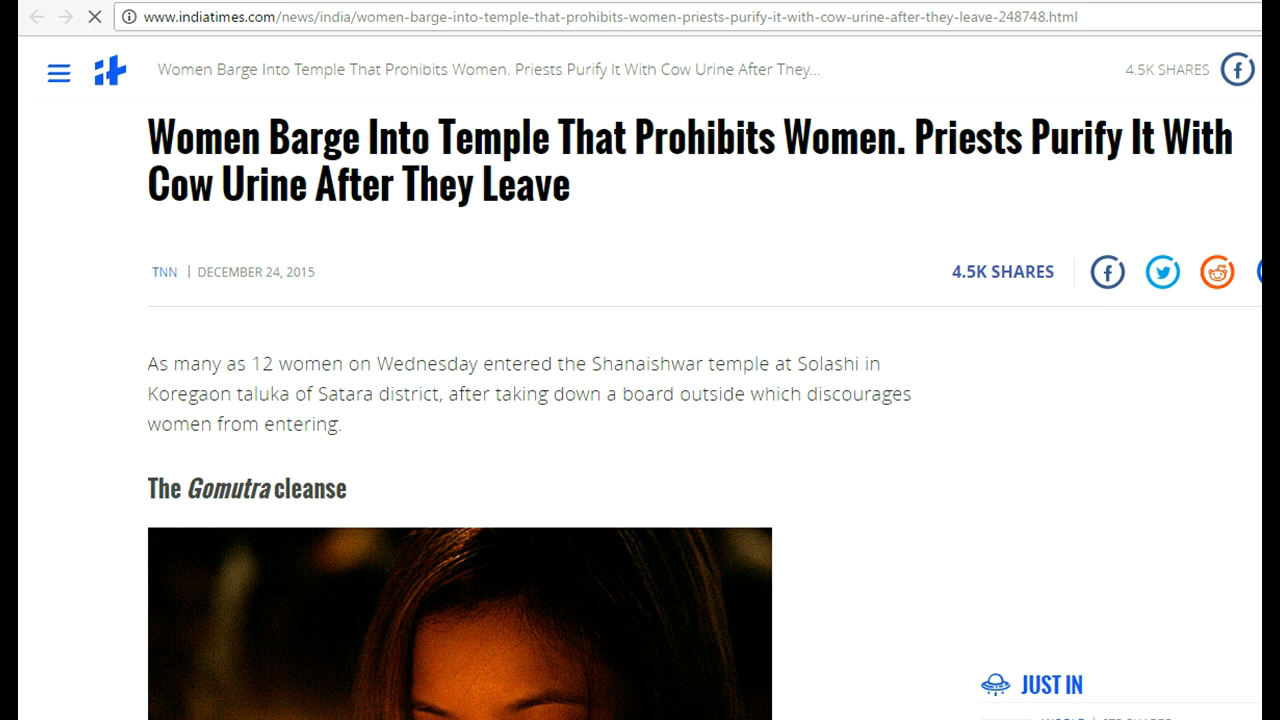 www.indiatimes.com/news/india/women-barge-into-temple-that-prohibits-women-priests-purify-it-with-cow-urine-after-they-leave-248748.html
Women Barge Into Temple That Prohibits Women. Priests Purify It With Cow Urine After They... 4.5K SHARES
Women Barge Into Temple That Prohibits Women. Priests Purify It With
Cow Urine After They Leave
TNN | DECEMBER 24, 2015 4.5K SHARES
As many as 12 women on Wednesday entered the Shanaishwar temple at Solashi in
Koregaon taluka of Satara district, after taking down a board outside which discourages
women from entering.
The Gomutra cleanse
JUST IN